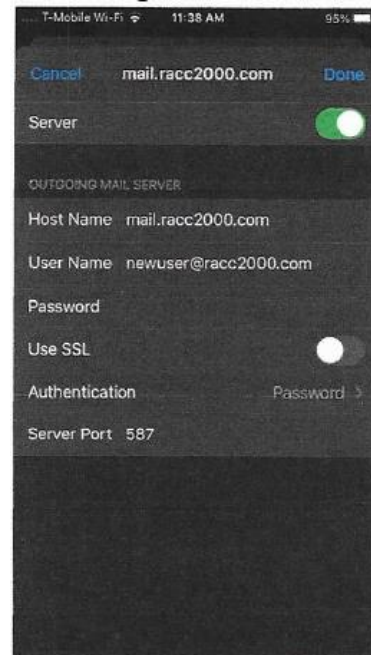 T-Mobile Wi-Fi 11:38 AM 95%
Cancel mail.racc2000.com Done
Server
OUTGOING MAIL SERVER
Host Name mail.racc2000.com
User Name newuser@racc2000.com
Password
Use SSL
Authentication Password >
Server Port 587